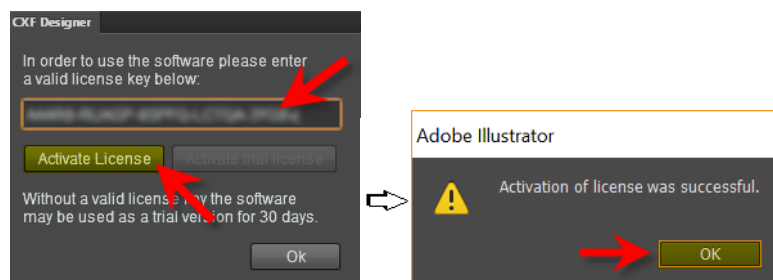 CXF Designer
In order to use the software please enter
a valid license key below:
Activate License
Activate trial license
Without a valid license key the software
may be used as a trial version for 30 days.
Ok
Adobe Illustrator
Activation of license was successful.
OK